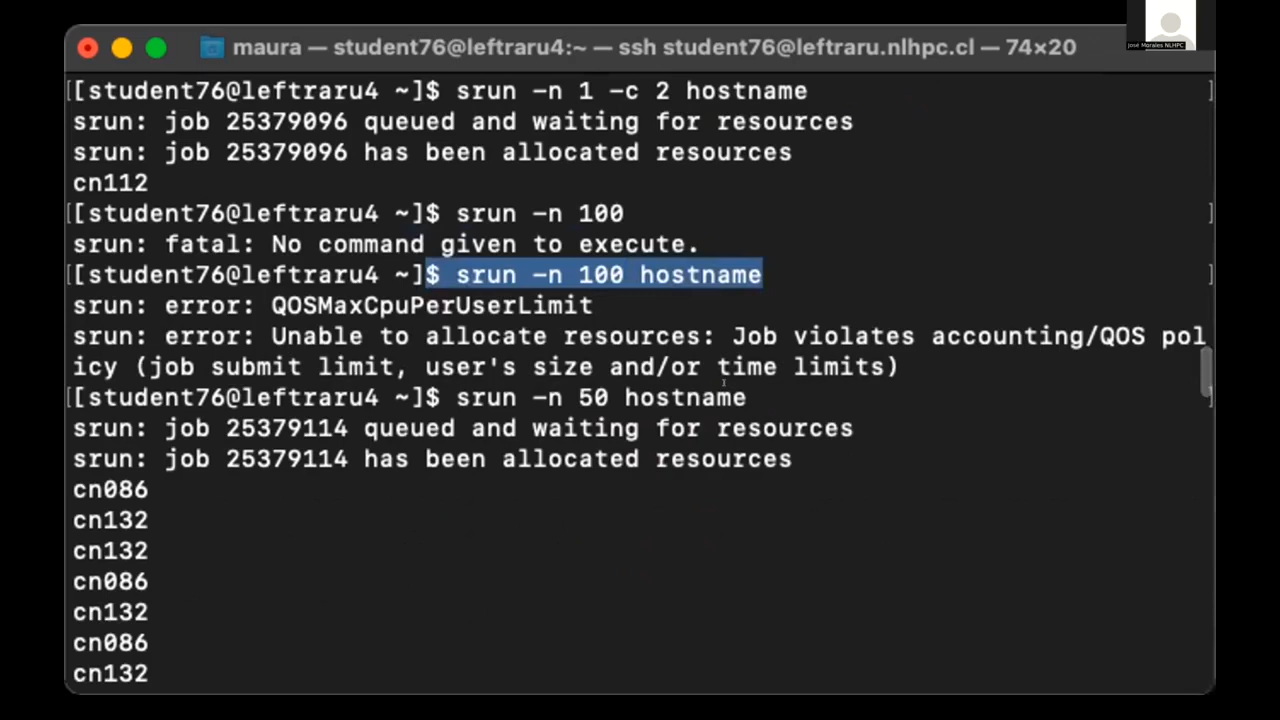 maura — student76@leftraru4:~ — ssh student76@leftraru.nlhpc.cl — 74×20
José Morales NLHPC
[[student76@leftraru4 ~]$ srun -n 1 -c 2 hostname ]
srun: job 25379096 queued and waiting for resources
srun: job 25379096 has been allocated resources
cn112
[[student76@leftraru4 ~]$ srun -n 100 ]
srun: fatal: No command given to execute.
[[student76@leftraru4 ~]$ srun -n 100 hostname ]
srun: error: QOSMaxCpuPerUserLimit
srun: error: Unable to allocate resources: Job violates accounting/QOS pol
icy (job submit limit, user's size and/or time limits)
[[student76@leftraru4 ~]$ srun -n 50 hostname ]
srun: job 25379114 queued and waiting for resources
srun: job 25379114 has been allocated resources
cn086
cn132
cn132
cn086
cn132
cn086
cn132